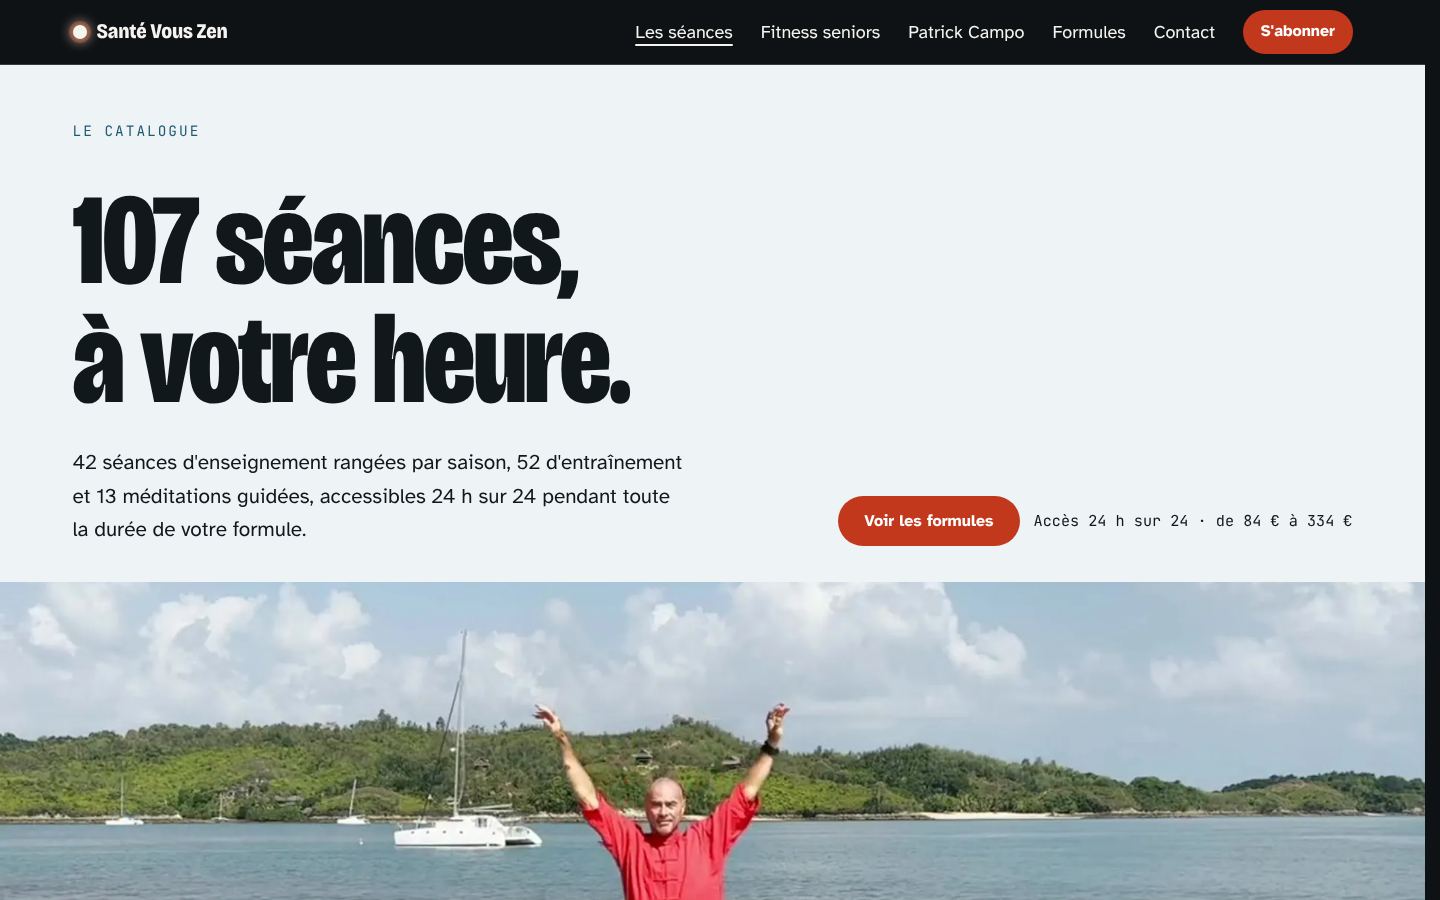 Santé Vous Zen
Les séances
Fitness seniors
Patrick Campo
Formules
Contact
S'abonner
LE CATALOGUE
107 séances,
à votre heure.
42 séances d'enseignement rangées par saison, 52 d'entraînement
et 13 méditations guidées, accessibles 24 h sur 24 pendant toute
la durée de votre formule.
Voir les formules
Accès 24 h sur 24 · de 84 € à 334 €